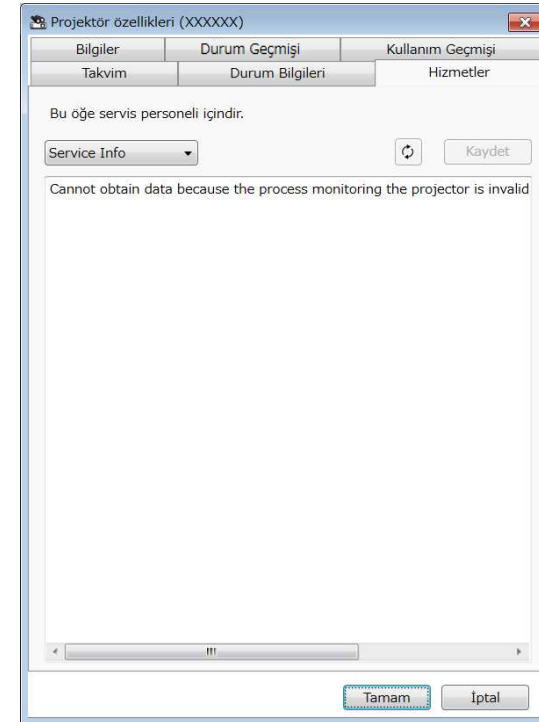 Projektör özellikleri (XXXXXX)
Bilgiler
Durum Geçmişi
Kullanım Geçmişi
Takvim
Durum Bilgileri
Hizmetler
Bu öğe servis personeli içindir.
Service Info
Kaydet
Cannot obtain data because the process monitoring the projector is invalid
Tamam
İptal